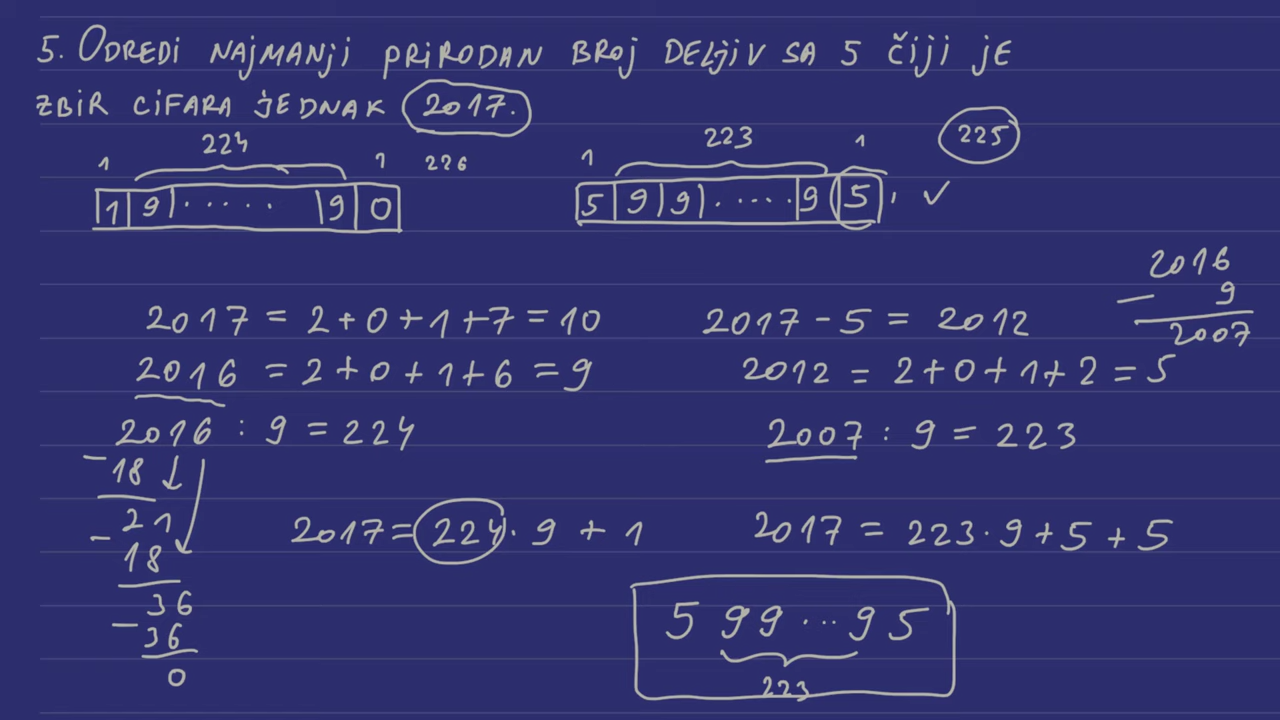 5. ODREDI NAJMANJI PRIRODAN BROJ DELJIV SA 5 ČIJI JE
ZBIR CIFARA JEDNAK 2017.
1 224 1 226
1 9 ..... 9 0
1 223 1 225
5 9 9 ..... 9 5, ✓
2016
− 9
2007
2017 = 2+0+1+7 = 10
2016 = 2+0+1+6 = 9
2016 : 9 = 224
−18
21
−18
36
−36
0
2017 = 224·9 + 1
2017 − 5 = 2012
2012 = 2+0+1+2 = 5
2007 : 9 = 223
2017 = 223·9 + 5 + 5
5 99...95
223